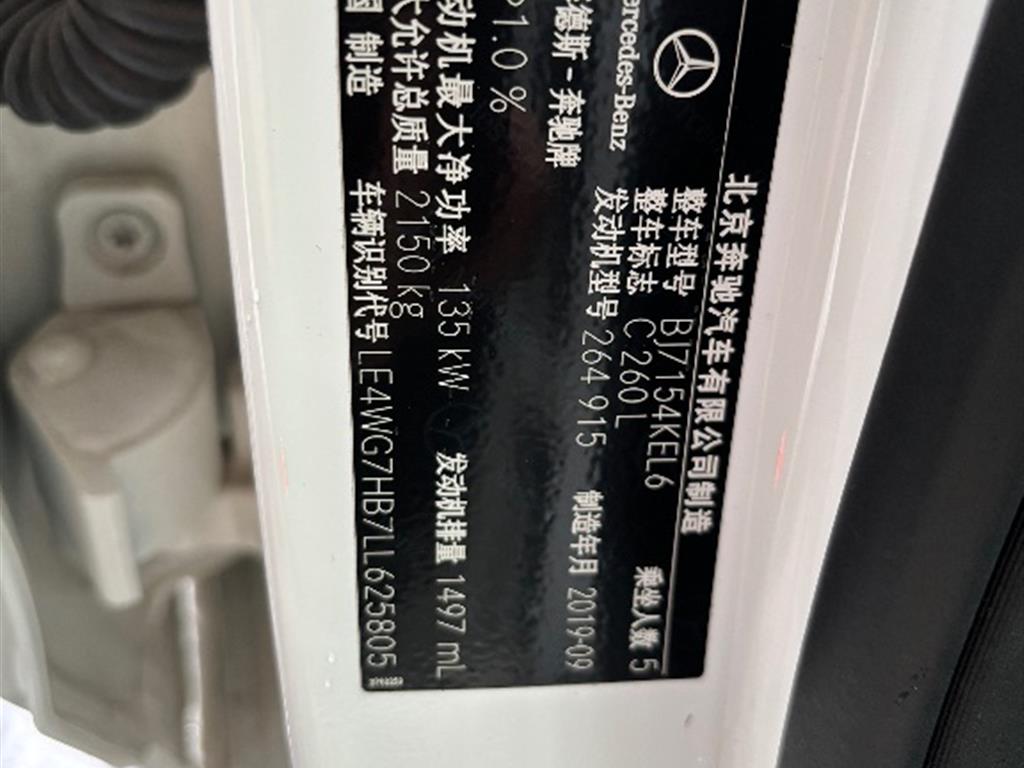 北京奔驰汽车有限公司制造
Mercedes-Benz
整车型号 BJ7154KEL6
整车标志 C 260 L
乘坐人数 5
德斯-奔驰牌
发动机型号 264 915
制造年月 2019-09
1.0 %
动机最大净功率 135 kW
发动机排量 1497 mL
允许总质量 2150 kg
车辆识别代号 LE4WG7HB7LL625805
制造